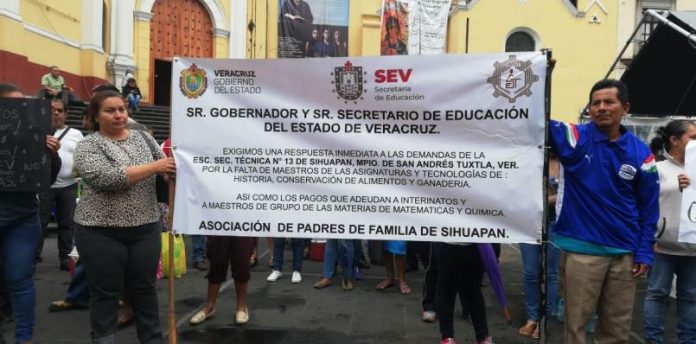 VERACRUZ
GOBIERNO
DEL ESTADO
SEV
Secretaría
de Educación
SR. GOBERNADOR Y SR. SECRETARIO DE EDUCACIÓN
DEL ESTADO DE VERACRUZ.
EXIGIMOS UNA RESPUESTA INMEDIATA A LAS DEMANDAS DE LA
ESC. SEC. TÉCNICA N° 13 DE SIHUAPAN, MPIO. DE SAN ANDRÉS TUXTLA, VER.
POR LA FALTA DE MAESTROS DE LAS ASIGNATURAS Y TECNOLOGIAS DE :
HISTORIA, CONSERVACIÓN DE ALIMENTOS Y GANADERIA.
ASI COMO LOS PAGOS QUE ADEUDAN A INTERINATOS Y
A MAESTROS DE GRUPO DE LAS MATERIAS DE MATEMATICAS Y QUIMICA.
ASOCIACIÓN DE PADRES DE FAMILIA DE SIHUAPAN.